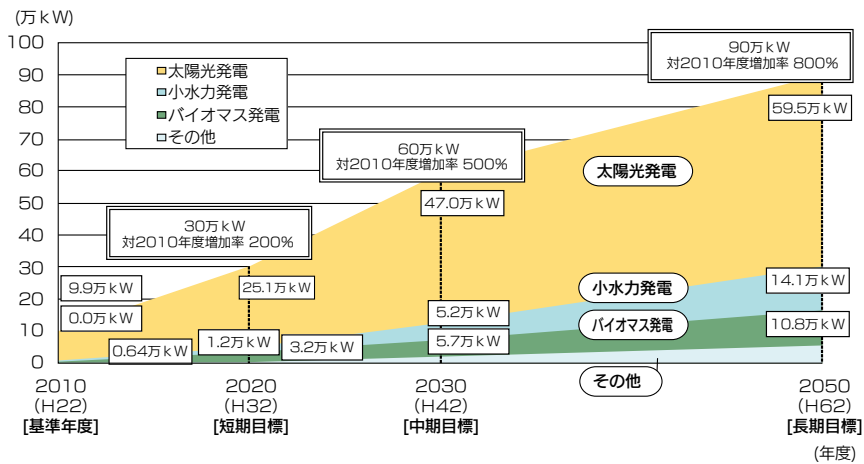 (万kW)
100
90
80
70
60
50
40
30
20
10
0
太陽光発電
小水力発電
バイオマス発電
その他
90万kW
対2010年度増加率 800%
59.5万kW
60万kW
対2010年度増加率 500%
太陽光発電
47.0万kW
30万kW
対2010年度増加率 200%
9.9万kW
25.1万kW
小水力発電
14.1万kW
0.0万kW
5.2万kW
バイオマス発電
10.8万kW
0.64万kW
1.2万kW
3.2万kW
5.7万kW
その他
2010
(H22)
[基準年度]
2020
(H32)
[短期目標]
2030
(H42)
[中期目標]
2050
(H62)
[長期目標]
(年度)